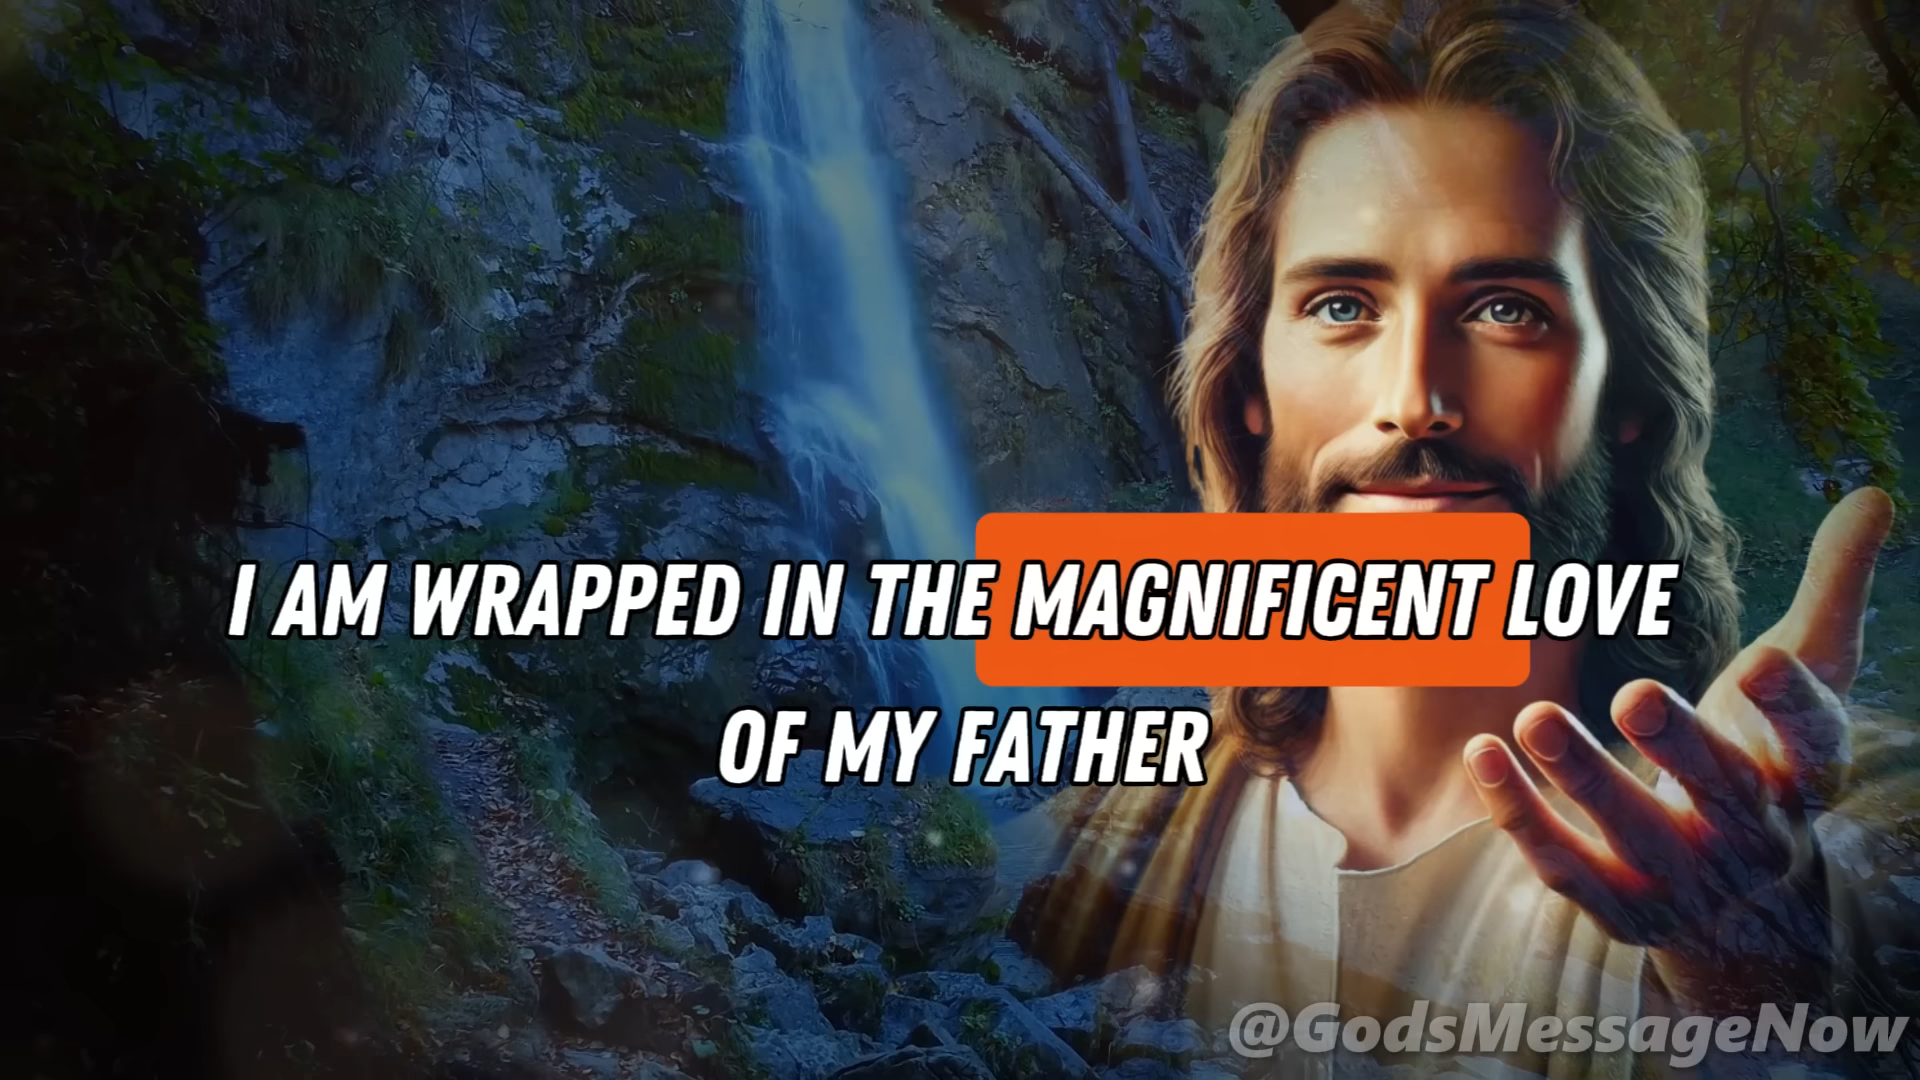 I AM WRAPPED IN THE MAGNIFICENT LOVE
OF MY FATHER
@GodsMessageNow